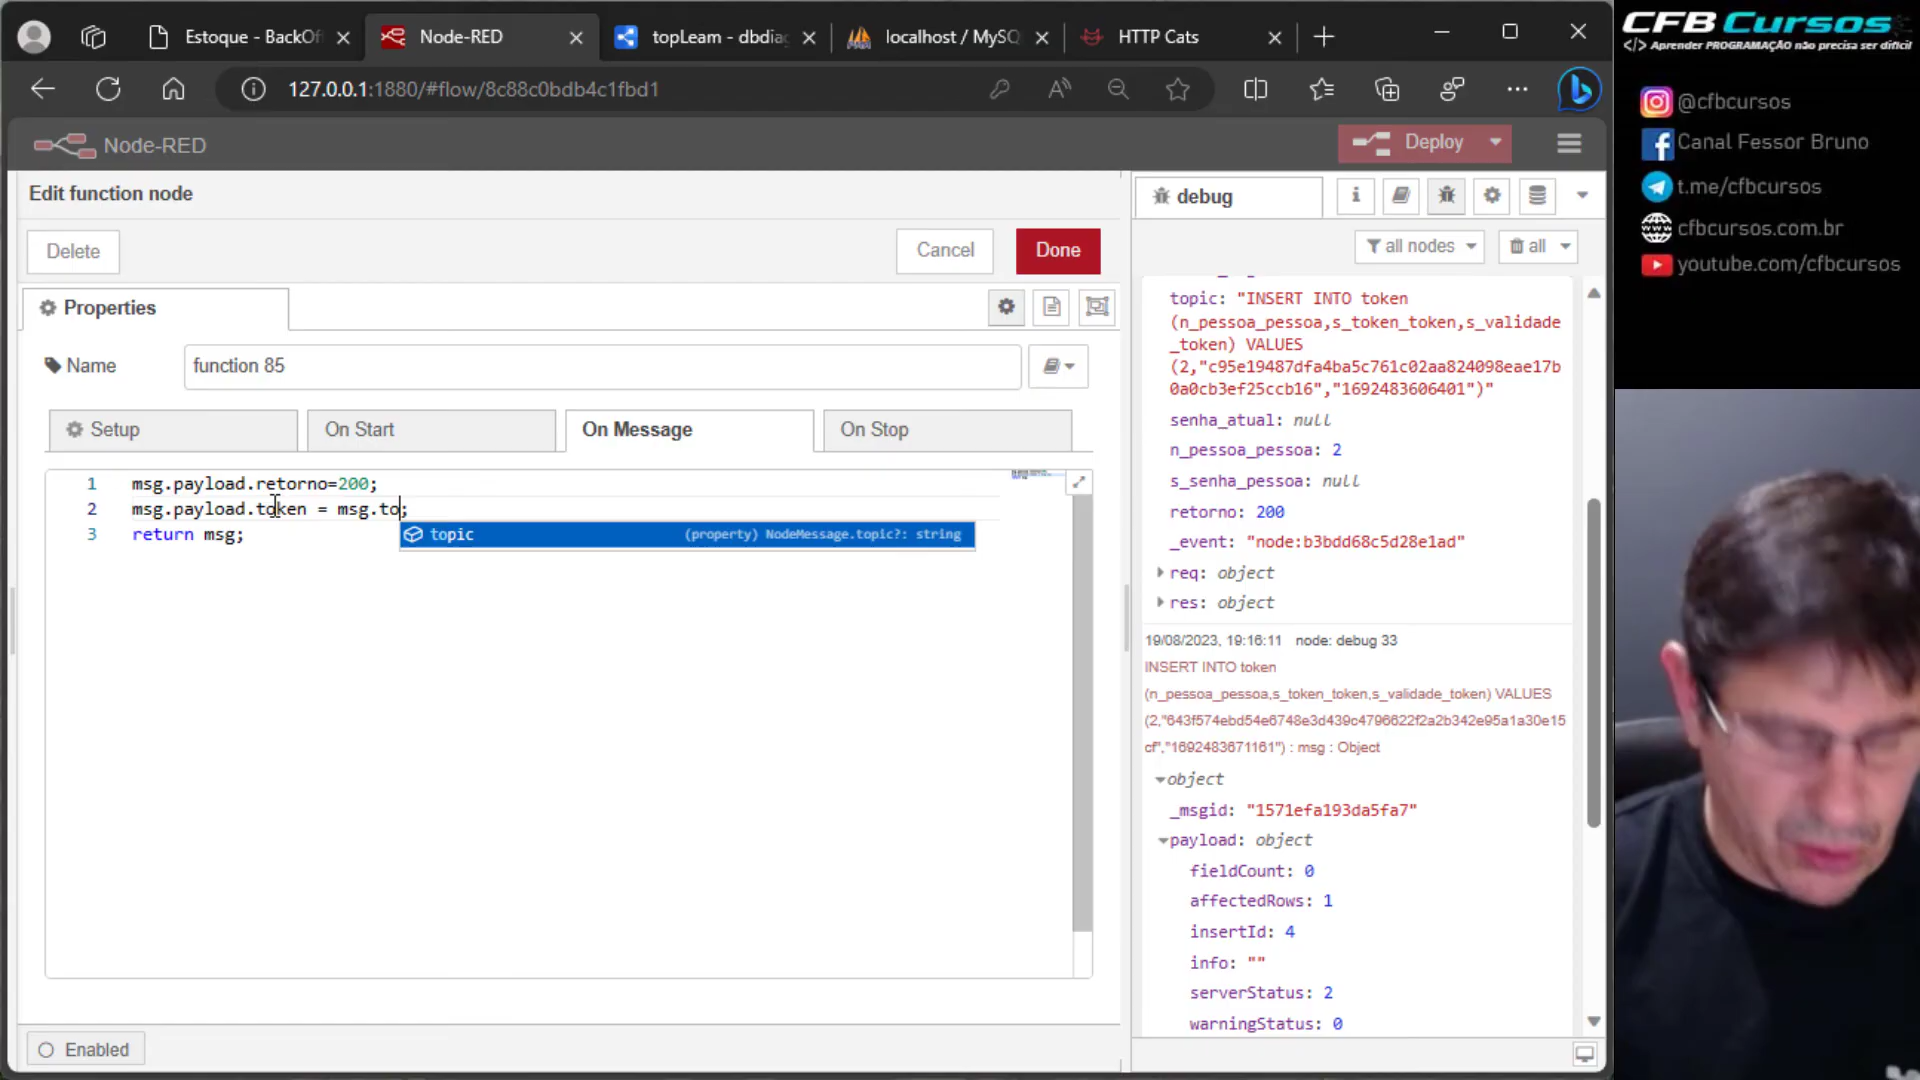 Estoque - BackOf
Node-RED
topLeam - dbdia
localhost / MySQ
HTTP Cats
127.0.0.1:1880/#flow/8c88c0bdb4c1fbd1
Node-RED
Deploy
Edit function node
Delete
Cancel
Done
Properties
Name
function 85
Setup
On Start
On Message
On Stop
1 msg.payload.retorno=200;
2 msg.payload.token = msg.to;
3 return msg;
topic (property) NodeMessage.topic?: string
Enabled
debug
all nodes
all
topic: "INSERT INTO token
(n_pessoa_pessoa,s_token_token,s_validade
_token) VALUES
(2,"c95e19487dfa4ba5c761c02aa824098eae17b
0a0cb3ef25ccb16","1692483606401")"
senha_atual: null
n_pessoa_pessoa: 2
s_senha_pessoa: null
retorno: 200
_event: "node:b3bdd68c5d28e1ad"
req: object
res: object
19/08/2023, 19:16:11 node: debug 33
INSERT INTO token
(n_pessoa_pessoa,s_token_token,s_validade_token) VALUES
(2,"643f574ebd54e6748e3d439c4796622f2a2b342e95a1a30e15
cf","1692483671161") : msg : Object
object
_msgid: "1571efa193da5fa7"
payload: object
fieldCount: 0
affectedRows: 1
insertId: 4
info: ""
serverStatus: 2
warningStatus: 0
CFB Cursos
</> Aprender PROGRAMAÇÃO não precisa ser difícil
@cfbcursos
Canal Fessor Bruno
t.me/cfbcursos
cfbcursos.com.br
youtube.com/cfbcursos